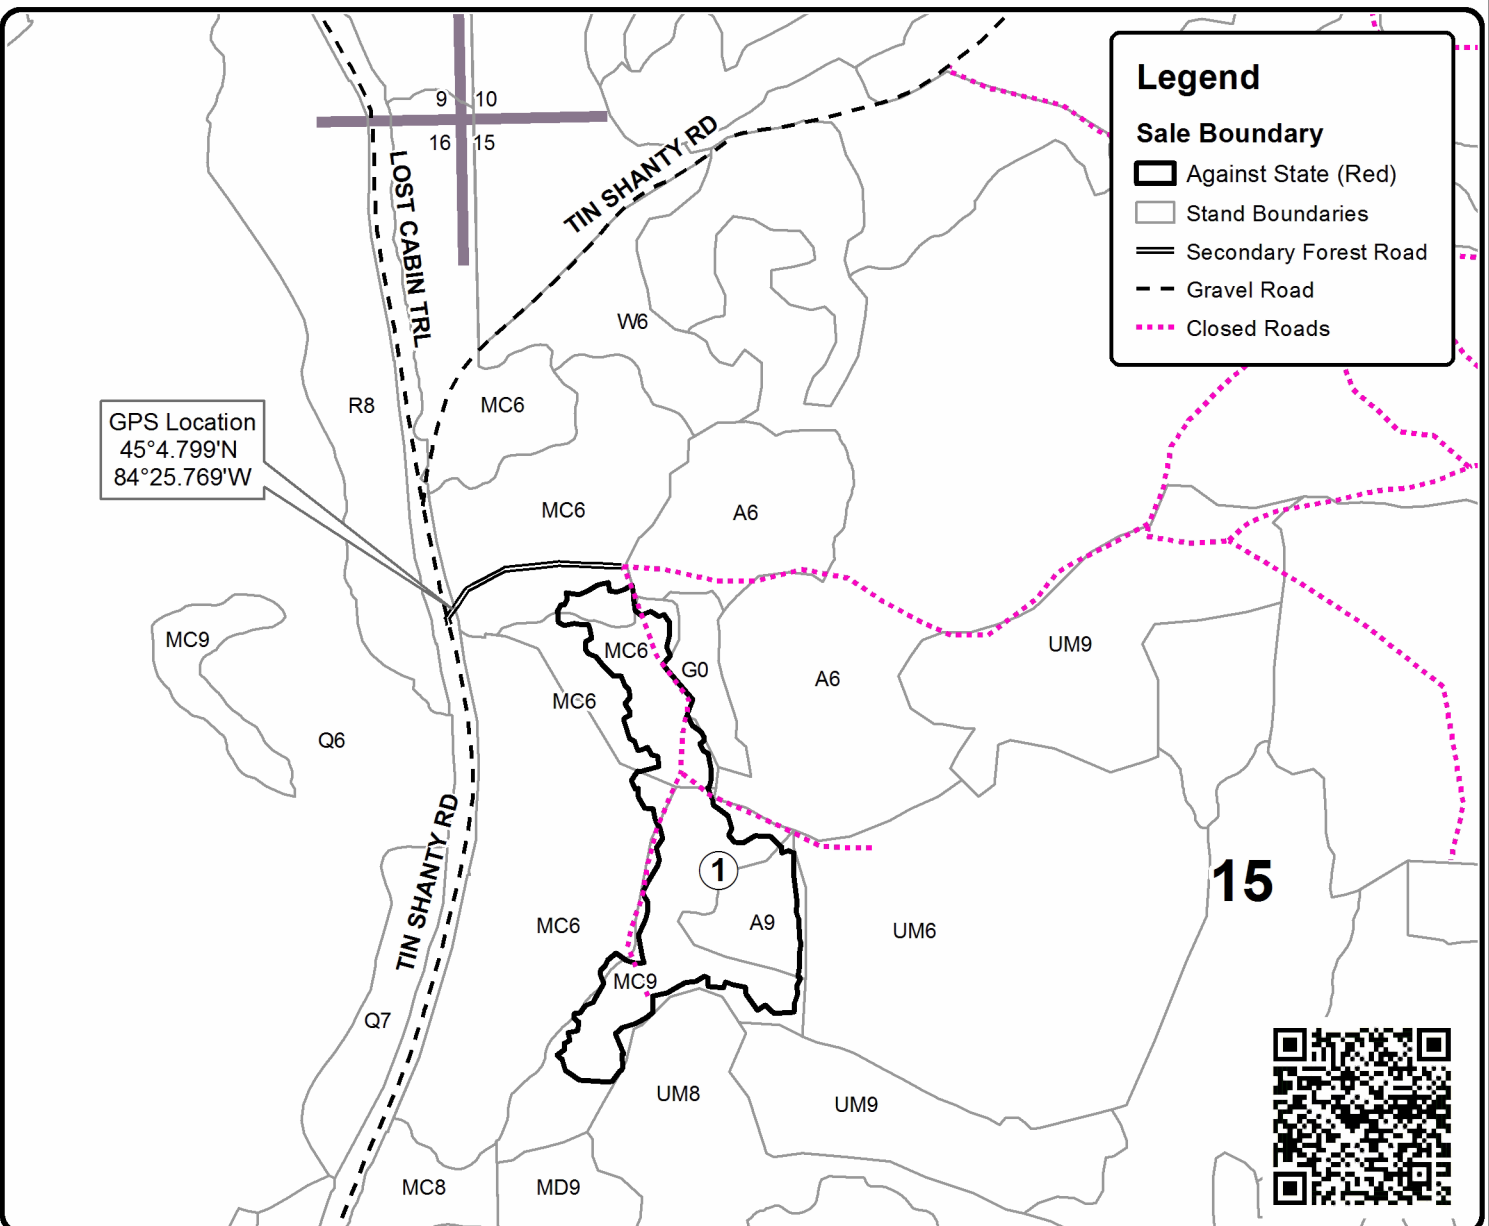 Legend
Sale Boundary
Against State (Red)
Stand Boundaries
Secondary Forest Road
Gravel Road
Closed Roads
9 10
16 15
LOST CABIN TRL
TIN SHANTY RD
W6
R8
MC6
GPS Location
45°4.799'N
84°25.769'W
MC6
A6
MC9
MC6
G0
A6
UM9
MC6
Q6
TIN SHANTY RD
1
15
MC6
A9
UM6
MC9
Q7
UM8
UM9
MC8
MD9